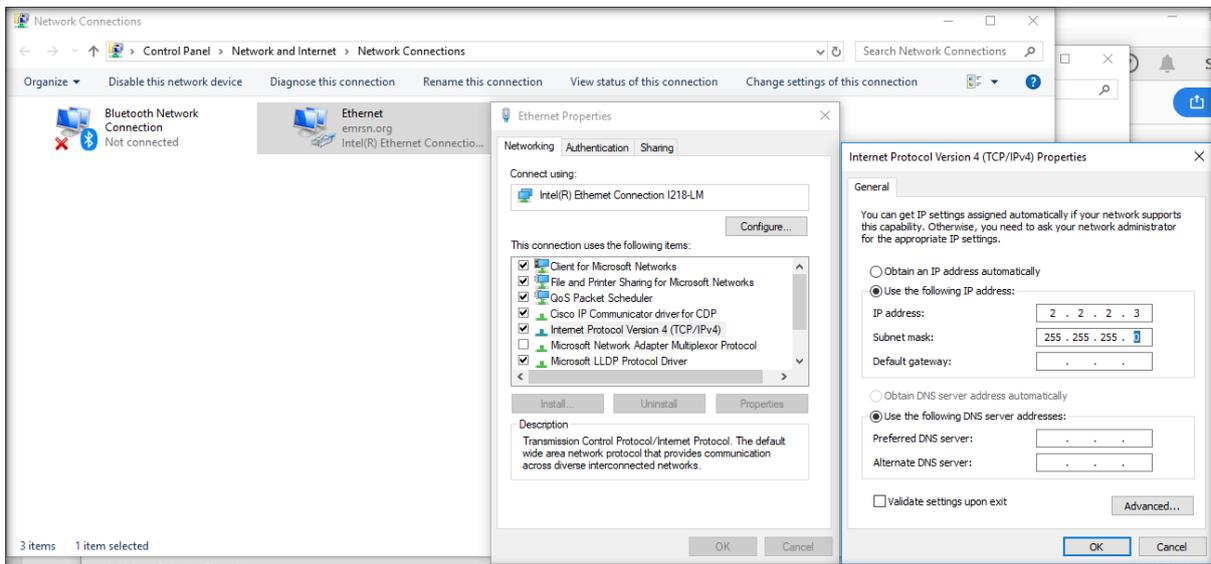 Network Connections
Control Panel > Network and Internet > Network Connections
Search Network Connections
Organize
Disable this network device
Diagnose this connection
Rename this connection
View status of this connection
Change settings of this connection
Bluetooth Network
Connection
Not connected
Ethernet
emrsn.org
Intel(R) Ethernet Connectio...
3 items
1 item selected
Ethernet Properties
Networking
Authentication
Sharing
Connect using:
Intel(R) Ethernet Connection I218-LM
Configure...
This connection uses the following items:
Client for Microsoft Networks
File and Printer Sharing for Microsoft Networks
QoS Packet Scheduler
Cisco IP Communicator driver for CDP
Internet Protocol Version 4 (TCP/IPv4)
Microsoft Network Adapter Multiplexor Protocol
Microsoft LLDP Protocol Driver
Install...
Uninstall
Properties
Description
Transmission Control Protocol/Internet Protocol. The default
wide area network protocol that provides communication
across diverse interconnected networks.
OK
Cancel
Internet Protocol Version 4 (TCP/IPv4) Properties
General
You can get IP settings assigned automatically if your network supports
this capability. Otherwise, you need to ask your network administrator
for the appropriate IP settings.
Obtain an IP address automatically
Use the following IP address:
IP address:
2 . 2 . 2 . 3
Subnet mask:
255 . 255 . 255 . 0
Default gateway:
. . .
Obtain DNS server address automatically
Use the following DNS server addresses:
Preferred DNS server:
. . .
Alternate DNS server:
. . .
Validate settings upon exit
Advanced...
OK
Cancel